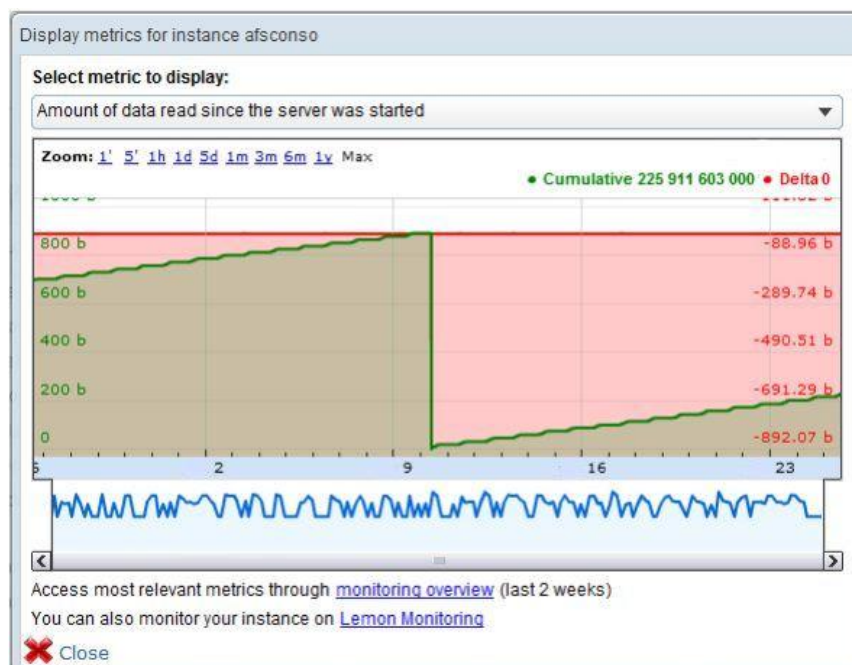 Display metrics for instance afsconso
Select metric to display:
Amount of data read since the server was started
Zoom: 1' 5' 1h 1d 5d 1m 3m 6m 1y Max
● Cumulative 225 911 603 000 ● Delta 0
800 b -88.96 b
600 b -289.74 b
400 b -490.51 b
200 b -691.29 b
0 -892.07 b
2 9 16 23
Access most relevant metrics through monitoring overview (last 2 weeks)
You can also monitor your instance on Lemon Monitoring
Close